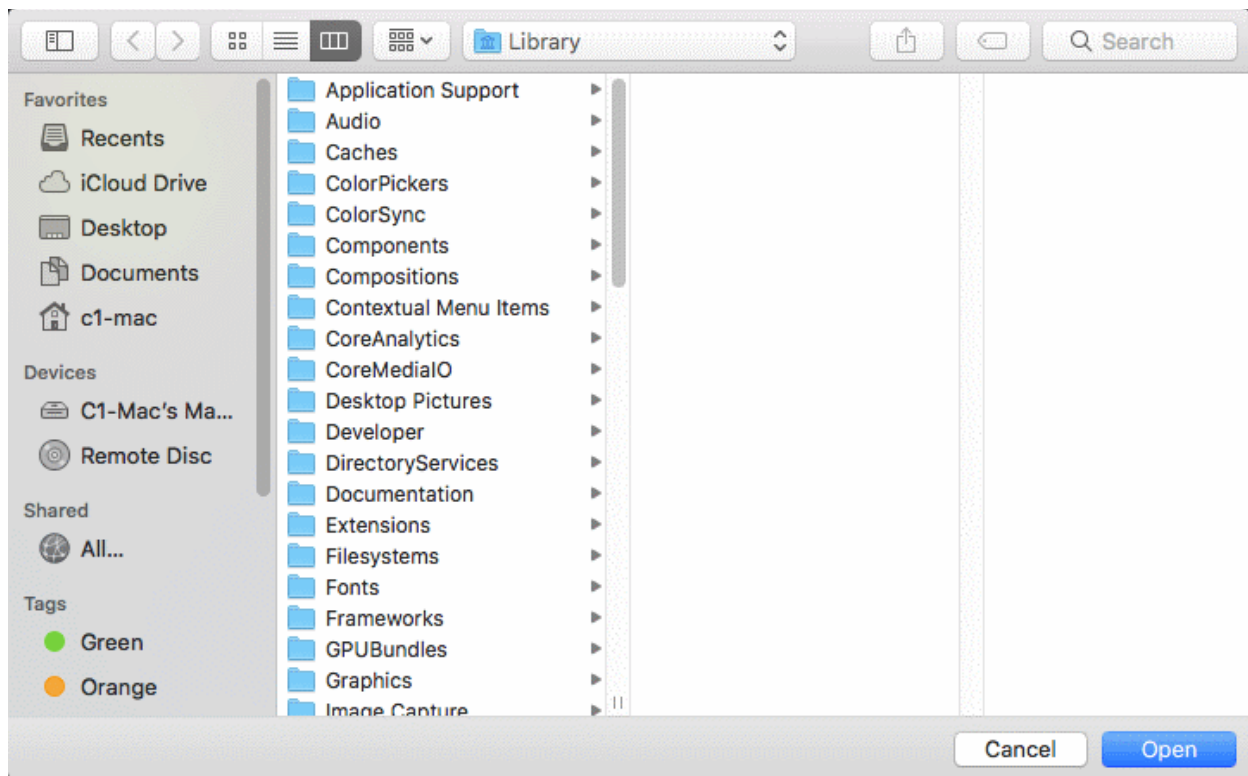 Library
Search
Favorites
Recents
iCloud Drive
Desktop
Documents
c1-mac
Devices
C1-Mac's Ma...
Remote Disc
Shared
All...
Tags
Green
Orange
Application Support
Audio
Caches
ColorPickers
ColorSync
Components
Compositions
Contextual Menu Items
CoreAnalytics
CoreMediaIO
Desktop Pictures
Developer
DirectoryServices
Documentation
Extensions
Filesystems
Fonts
Frameworks
GPUBundles
Graphics
Image Capture
Cancel
Open